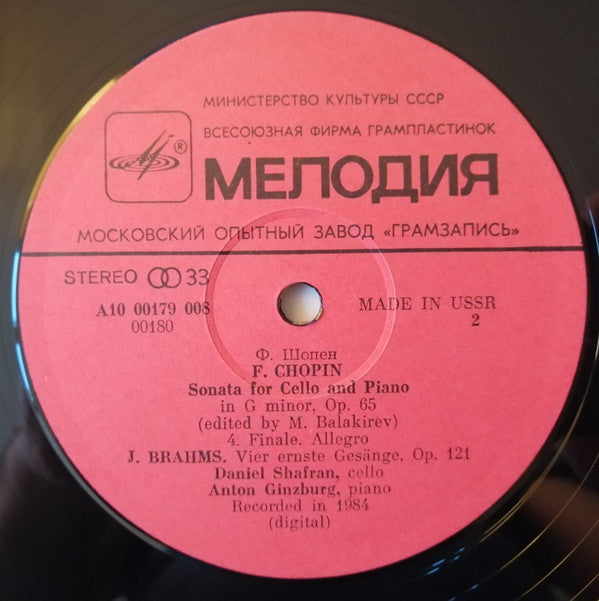 МИНИСТЕРСТВО КУЛЬТУРЫ СССР
ВСЕСОЮЗНАЯ ФИРМА ГРАМПЛАСТИНОК
®
МЕЛОДИЯ
МОСКОВСКИЙ ОПЫТНЫЙ ЗАВОД «ГРАМЗАПИСЬ»
STEREO 33
A10 00179 008
00180
MADE IN USSR
2
Ф. Шопен
F. CHOPIN
Sonata for Cello and Piano
in G minor, Op. 65
(edited by M. Balakirev)
4. Finale. Allegro
J. BRAHMS. Vier ernste Gesänge, Op. 121
Daniel Shafran, cello
Anton Ginzburg, piano
Recorded in 1984
(digital)